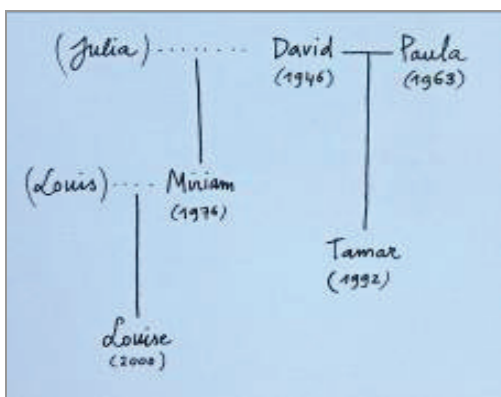 (Julia) David Paula
(1946) (1963)
(Louis) Miriam
(1976)
Tamar
(1992)
Louise
(2000)